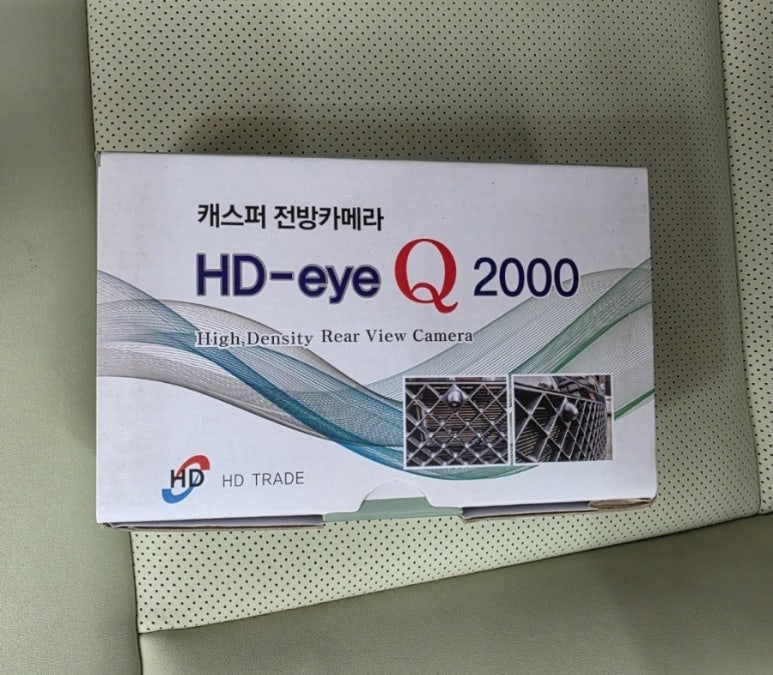 캐스퍼 전방카메라
HD-eye Q 2000
High Density Rear View Camera
HD HD TRADE